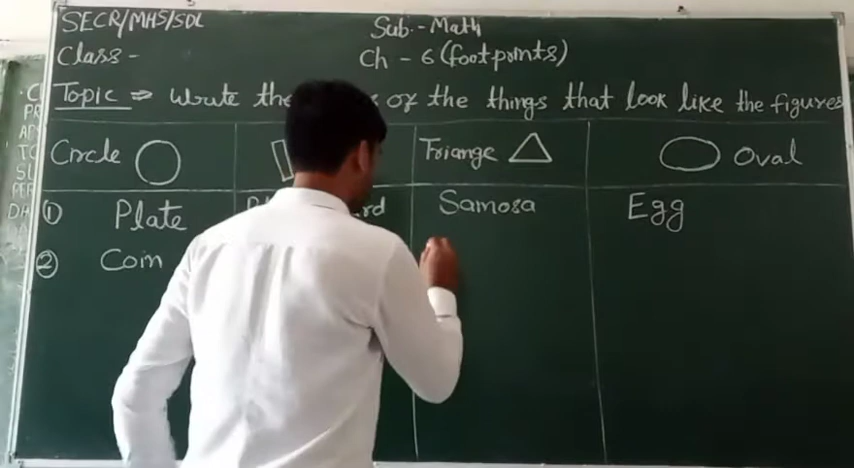 SECR/MHS/SDL
Sub.-Math
Class -
Ch - 6 (footprints)
Topic ⇒ Write the of the things that look like the figures
Circle Triange Oval
① Plate Samosa Egg
② Coin